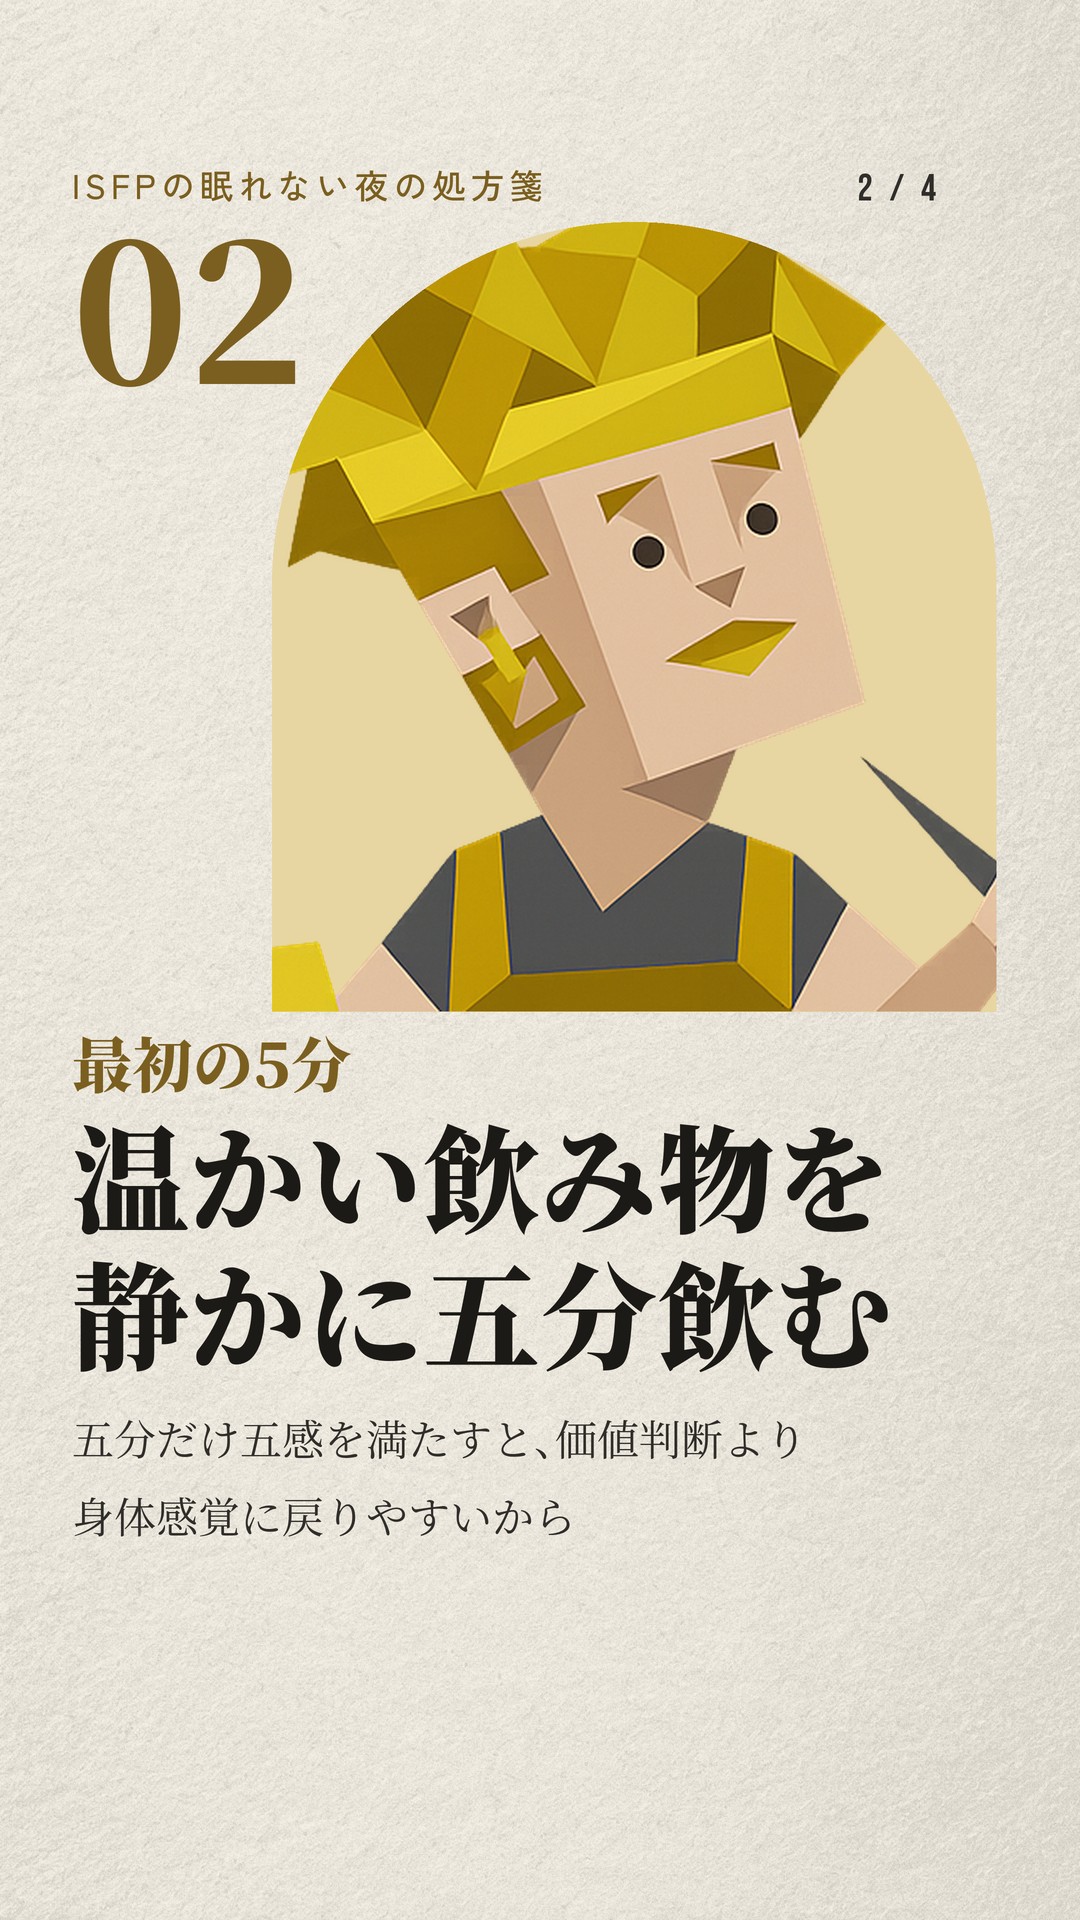 ISFPの眠れない夜の処方箋
2 / 4
02
最初の5分
温かい飲み物を
静かに五分飲む
五分だけ五感を満たすと、価値判断より
身体感覚に戻りやすいから